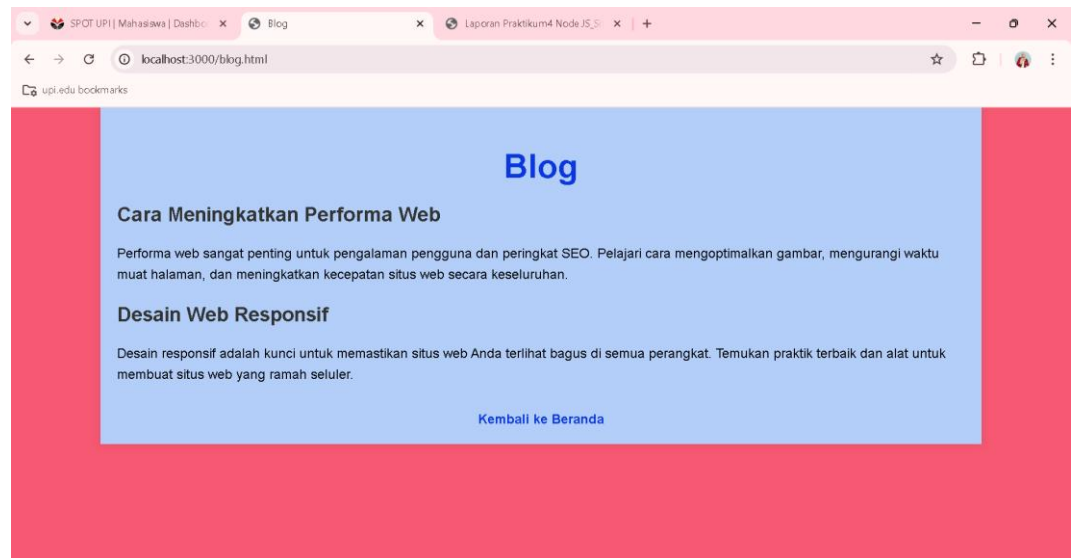 SPOT UPI | Mahasiswa | Dashbo
Blog
Laporan Praktikum4 NodeJS_S
localhost:3000/blog.html
upi.edu bookmarks
Blog
Cara Meningkatkan Performa Web
Performa web sangat penting untuk pengalaman pengguna dan peringkat SEO. Pelajari cara mengoptimalkan gambar, mengurangi waktu
muat halaman, dan meningkatkan kecepatan situs web secara keseluruhan.
Desain Web Responsif
Desain responsif adalah kunci untuk memastikan situs web Anda terlihat bagus di semua perangkat. Temukan praktik terbaik dan alat untuk
membuat situs web yang ramah seluler.
Kembali ke Beranda